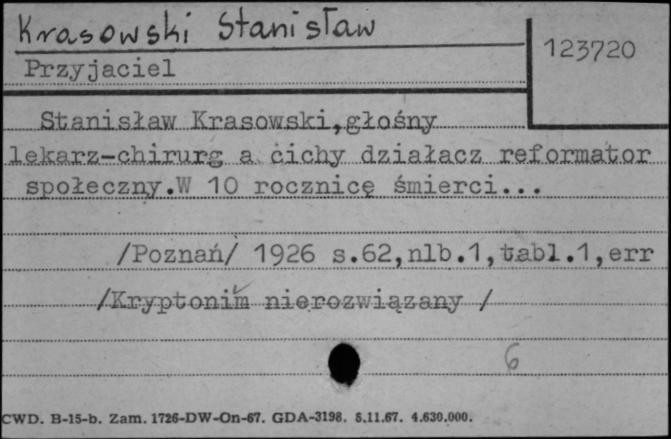 Krasowski Stanisław
123720
Przyjaciel
Stanisław Krasowski,głośny
lekarz-chirurg a cichy działacz reformator
społeczny.W 10 rocznicę śmierci...
/Poznań/ 1926 s.62,nlb.1,tabl.1,err
/Kryptonim nierozwiązany /
6
CWD. B-15-b. Zam. 1726-DW-On-67. GDA-3198. 8.11.67. 4.630.000.